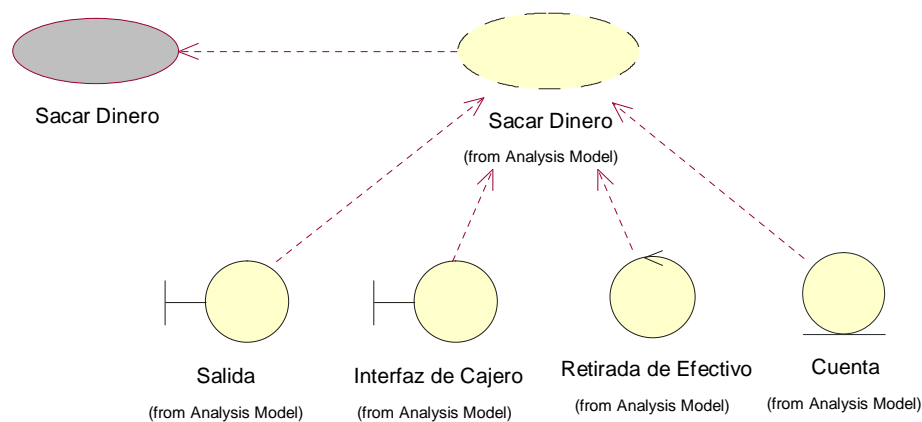 Sacar Dinero
Sacar Dinero
(from Analysis Model)
Salida
(from Analysis Model)
Interfaz de Cajero
(from Analysis Model)
Retirada de Efectivo
(from Analysis Model)
Cuenta
(from Analysis Model)